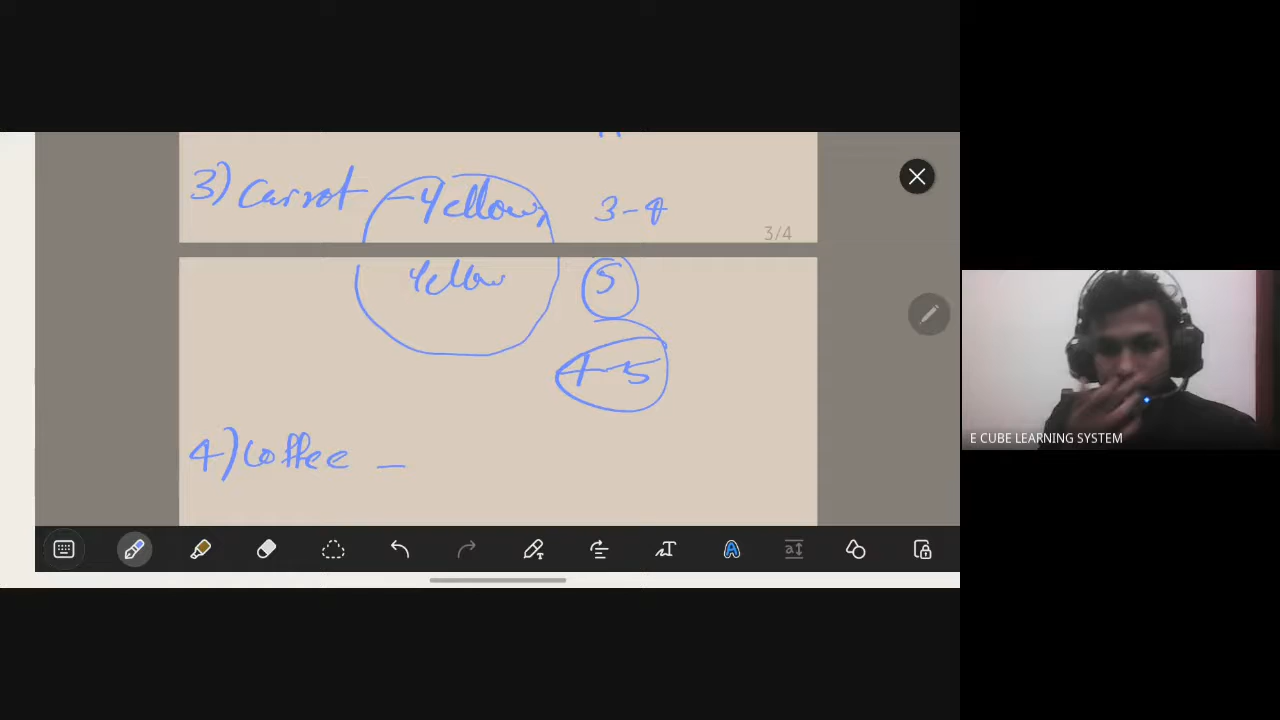 3) Carrot - Yellow, 3-4
3/4
Yellow 5
4-5
4) Coffee -
E CUBE LEARNING SYSTEM